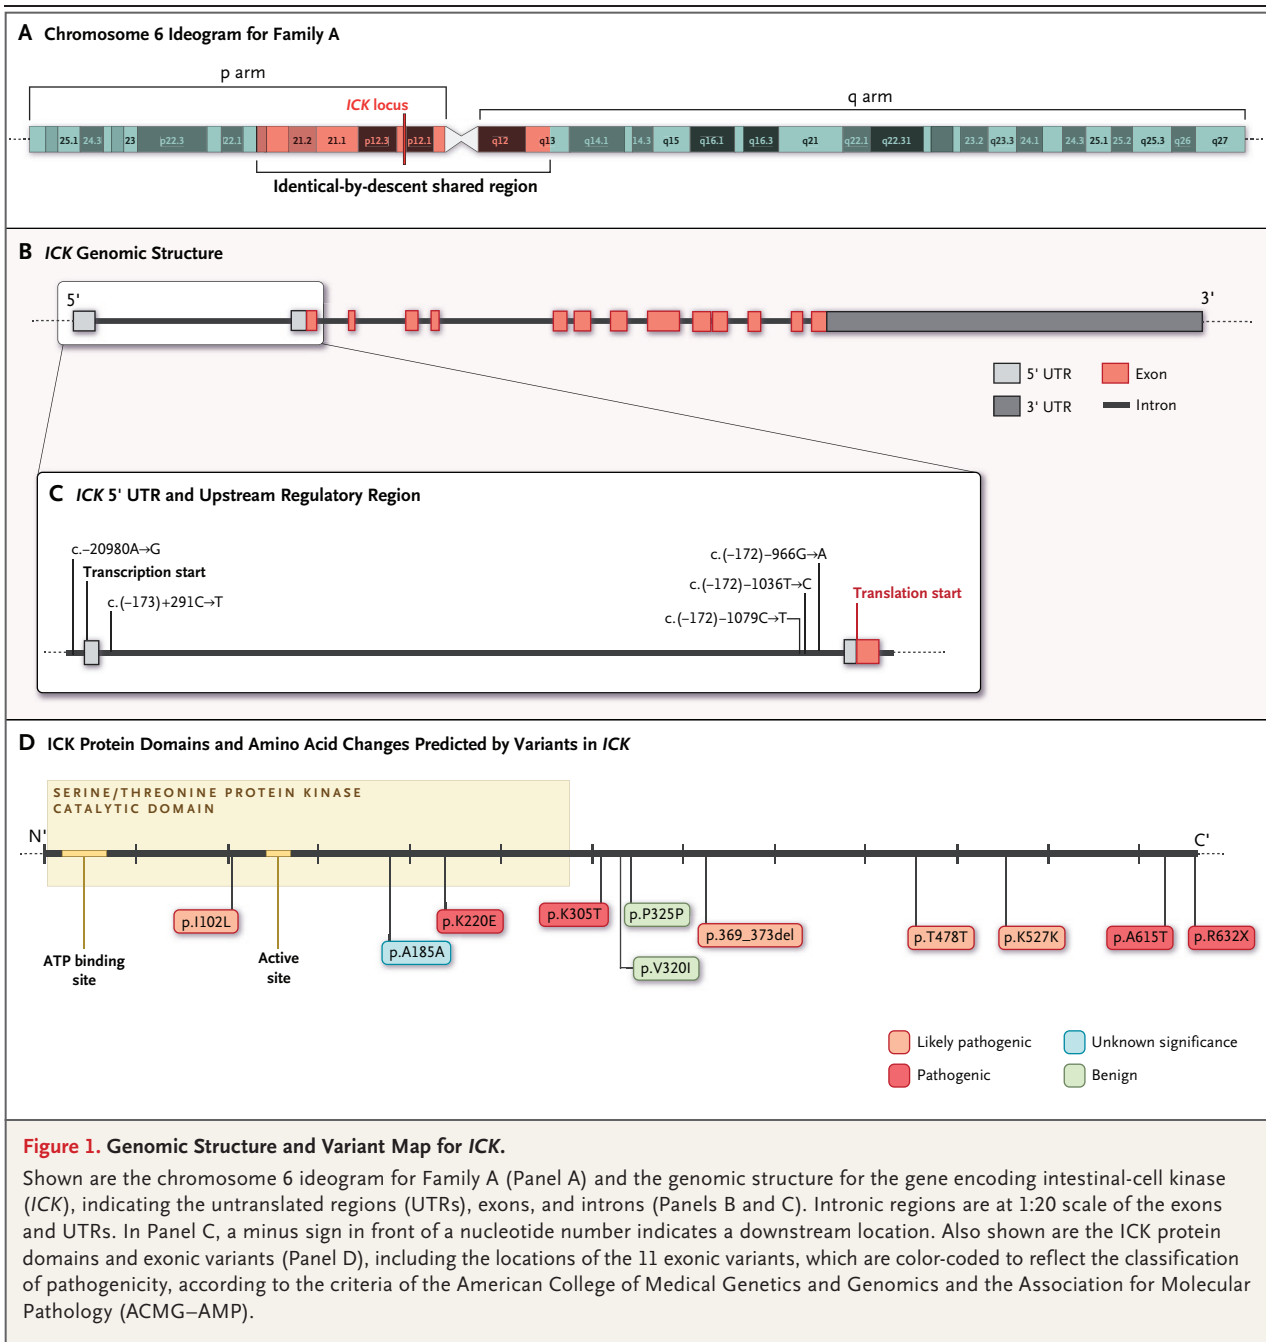 A Chromosome 6 Ideogram for Family A
p arm
q arm
ICK locus
25.1 24.3 23 p22.3 22.1 21.2 21.1 p12.3 p12.1 q12 q13 q14.1 14.3 q15 q16.1 q16.3 q21 q22.1 q22.31 23.2 q23.3 24.1 24.3 25.1 25.2 q25.3 q26 q27
Identical-by-descent shared region
B ICK Genomic Structure
5'
3'
5' UTR
Exon
3' UTR
Intron
C ICK 5' UTR and Upstream Regulatory Region
c.–20980A→G
Transcription start
c.(–173)+291C→T
c.(–172)–966G→A
c.(–172)–1036T→C
c.(–172)–1079C→T
Translation start
D ICK Protein Domains and Amino Acid Changes Predicted by Variants in ICK
SERINE/THREONINE PROTEIN KINASE
CATALYTIC DOMAIN
N'
C'
p.I102L
p.K220E
p.K305T
p.P325P
p.369_373del
p.T478T
p.K527K
p.A615T
p.R632X
p.A185A
p.V320I
ATP binding
site
Active
site
Likely pathogenic
Unknown significance
Pathogenic
Benign
Figure 1. Genomic Structure and Variant Map for ICK.
Shown are the chromosome 6 ideogram for Family A (Panel A) and the genomic structure for the gene encoding intestinal-cell kinase
(ICK), indicating the untranslated regions (UTRs), exons, and introns (Panels B and C). Intronic regions are at 1:20 scale of the exons
and UTRs. In Panel C, a minus sign in front of a nucleotide number indicates a downstream location. Also shown are the ICK protein
domains and exonic variants (Panel D), including the locations of the 11 exonic variants, which are color-coded to reflect the classification
of pathogenicity, according to the criteria of the American College of Medical Genetics and Genomics and the Association for Molecular
Pathology (ACMG–AMP).